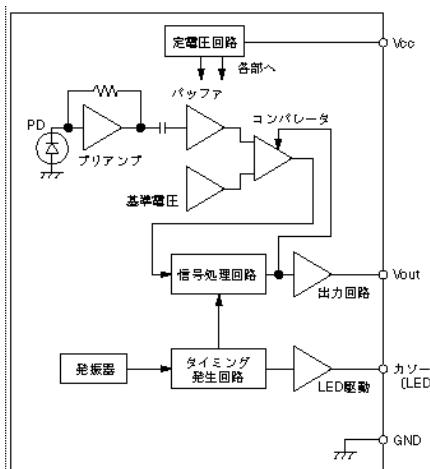 定電圧回路
Vcc
各部へ
バッファ
コンパレータ
PD
プリアンプ
基準電圧
信号処理回路
Vout
出力回路
発振器
タイミング
発生回路
LED駆動
カソー
(LED
GND